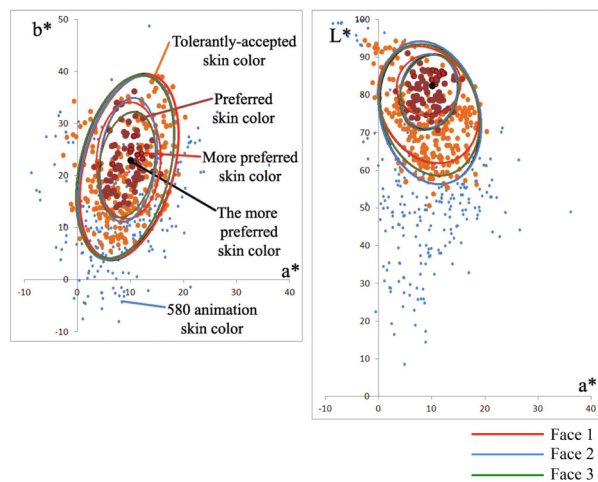 b*
50
40
30
20
10
0
-10
-10
10
20
30
40
a*
Tolerantly-accepted
skin color
Preferred
skin color
More preferred
skin color
The more
preferred
skin color
580 animation
skin color
L*
100
90
80
70
60
50
40
30
20
10
0
-10
0
10
20
30
40
a*
Face 1
Face 2
Face 3